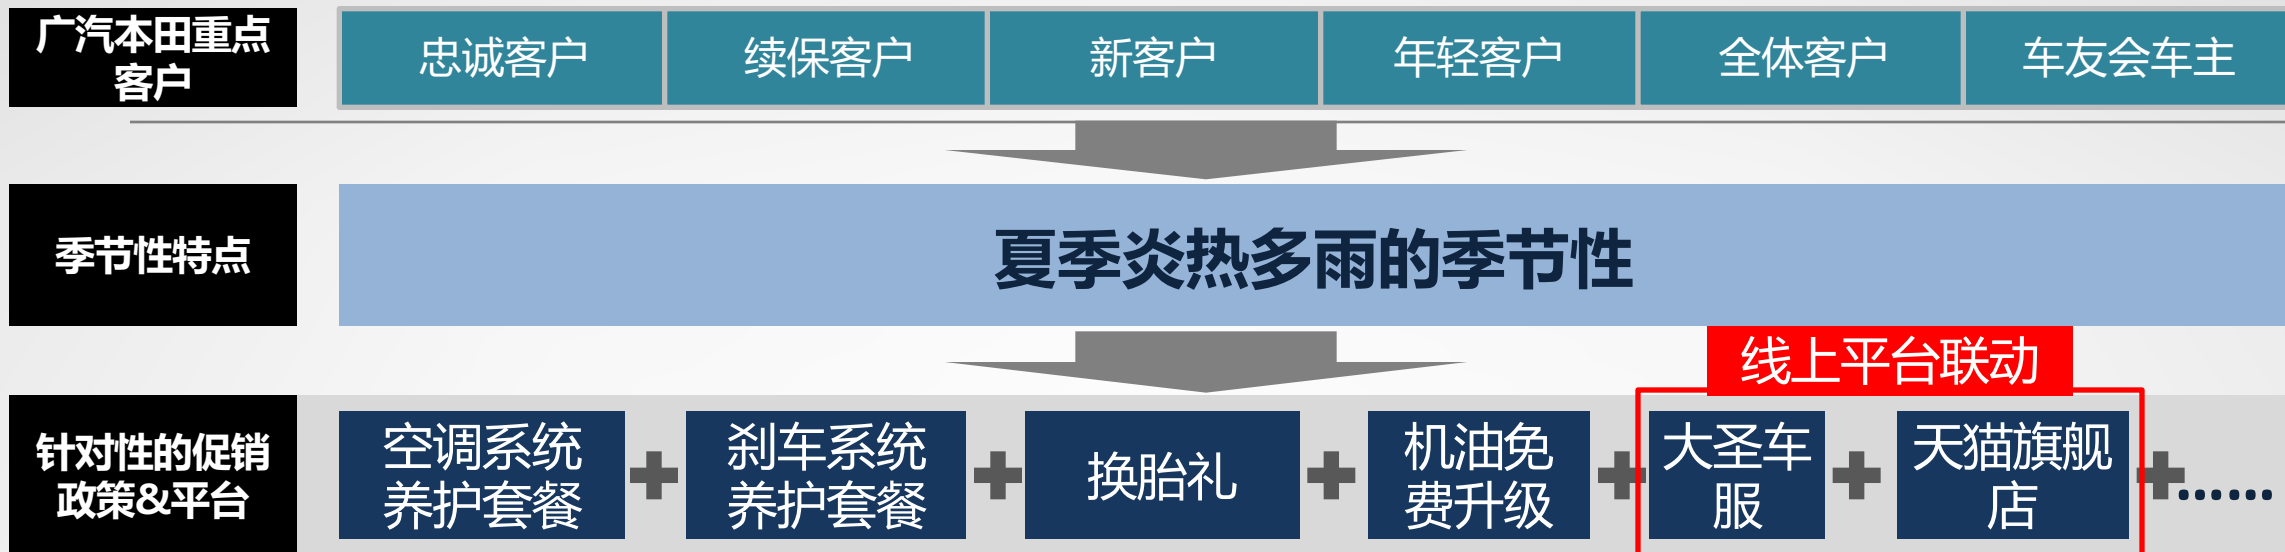 广汽本田重点
客户
忠诚客户
续保客户
新客户
年轻客户
全体客户
车友会车主
季节性特点
夏季炎热多雨的季节性
线上平台联动
针对性的促销
政策&平台
空调系统
养护套餐
刹车系统
养护套餐
换胎礼
机油免
费升级
大圣车
服
天猫旗舰
店
……